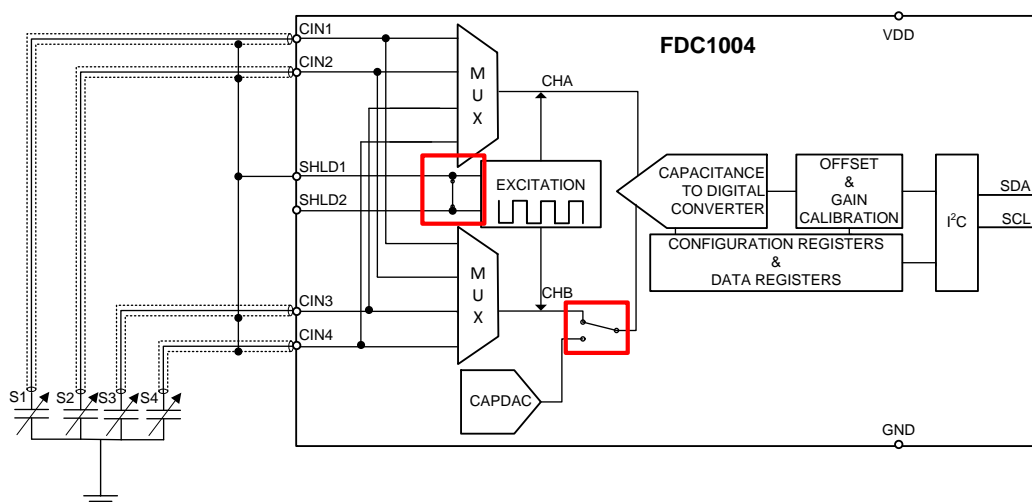 CIN1
CIN2
SHLD1
SHLD2
CIN3
CIN4
S1
S2
S3
S4
M
U
X
CHA
EXCITATION
M
U
X
CHB
CAPDAC
FDC1004
VDD
CAPACITANCE
TO DIGITAL
CONVERTER
OFFSET
&
GAIN
CALIBRATION
CONFIGURATION REGISTERS
&
DATA REGISTERS
I²C
SDA
SCL
GND